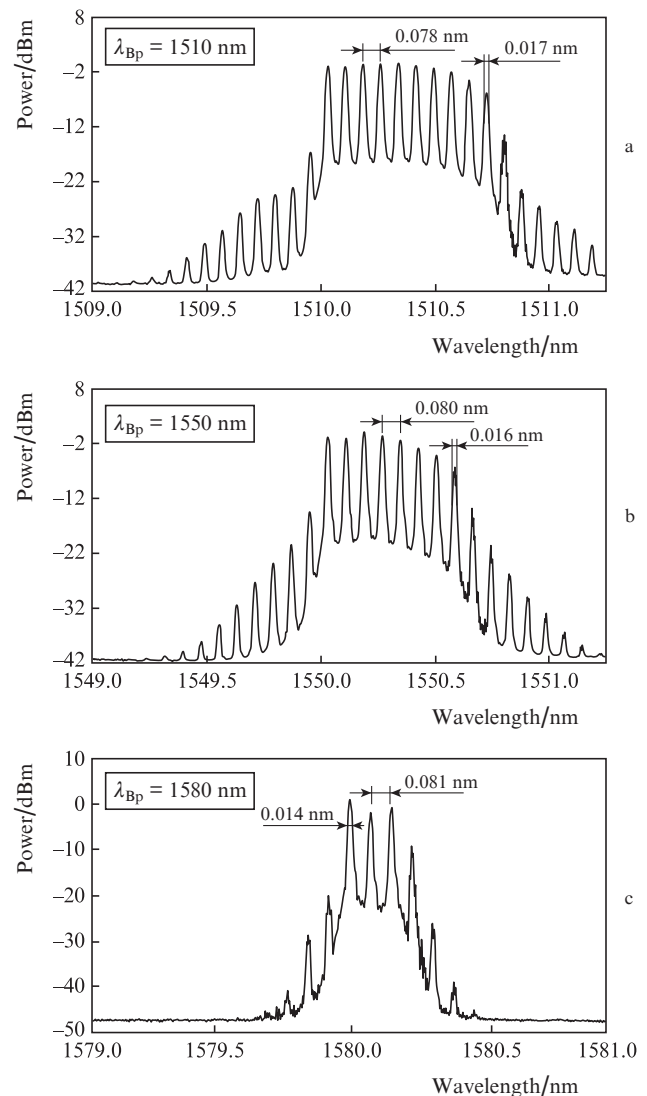 8
λBp = 1510 nm
0.078 nm
0.017 nm
–2
–12
–22
–32
–42
Power/dBm
1509.0 1509.5 1510.0 1510.5 1511.0
Wavelength/nm
a
8
λBp = 1550 nm
0.080 nm
0.016 nm
–2
–12
–22
–32
–42
Power/dBm
1549.0 1549.5 1550.0 1550.5 1551.0
Wavelength/nm
b
10
λBp = 1580 nm
0.081 nm
0.014 nm
0
–10
–20
–30
–40
–50
Power/dBm
1579.0 1579.5 1580.0 1580.5 1581.0
Wavelength/nm
c